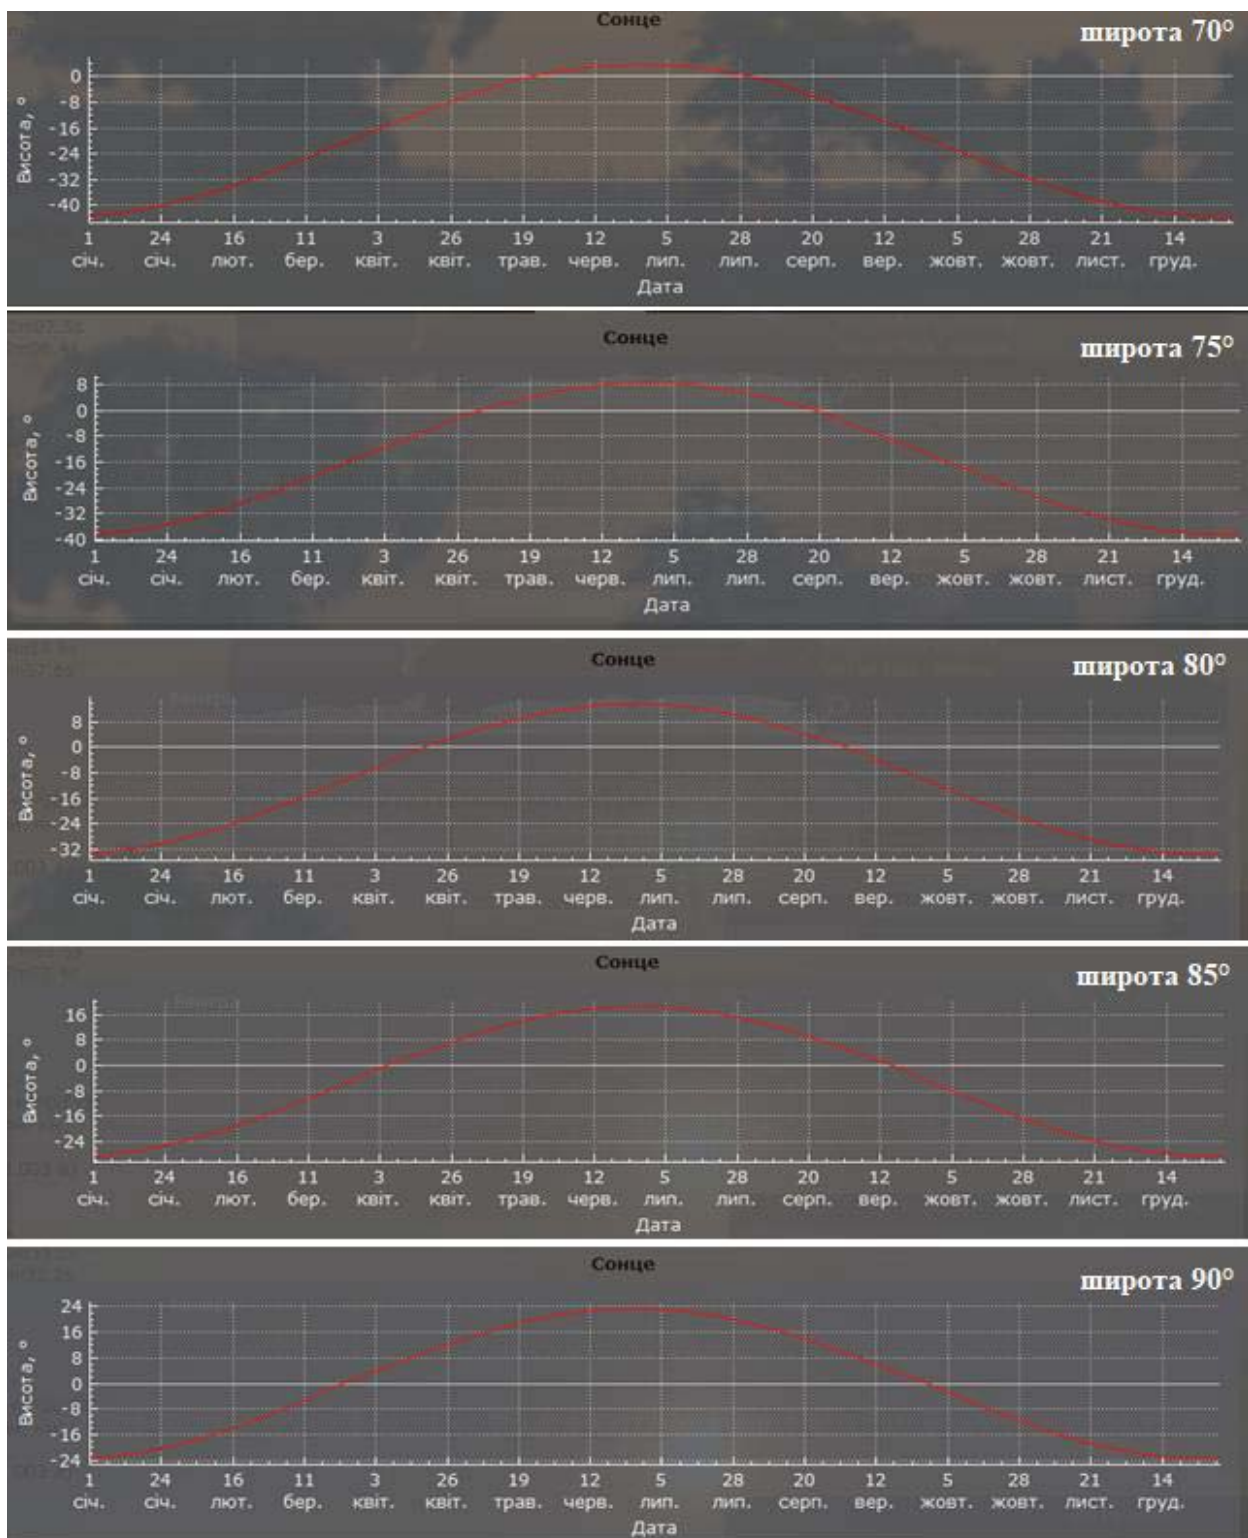 Сонце
широта 70°
0
-8
-16
-24
-32
-40
Висота, °
1 24 16 11 3 26 19 12 5 28 20 12 5 28 21 14
січ. січ. лют. бер. квіт. квіт. трав. черв. лип. лип. серп. вер. жовт. жовт. лист. груд.
Дата
Сонце
широта 75°
8
0
-8
-16
-24
-32
-40
Висота, °
1 24 16 11 3 26 19 12 5 28 20 12 5 28 21 14
січ. січ. лют. бер. квіт. квіт. трав. черв. лип. лип. серп. вер. жовт. жовт. лист. груд.
Дата
Сонце
широта 80°
8
0
-8
-16
-24
-32
Висота, °
1 24 16 11 3 26 19 12 5 28 20 12 5 28 21 14
січ. січ. лют. бер. квіт. квіт. трав. черв. лип. лип. серп. вер. жовт. жовт. лист. груд.
Дата
Сонце
широта 85°
16
8
0
-8
-16
-24
Висота, °
1 24 16 11 3 26 19 12 5 28 20 12 5 28 21 14
січ. січ. лют. бер. квіт. квіт. трав. черв. лип. лип. серп. вер. жовт. жовт. лист. груд.
Дата
Сонце
широта 90°
24
16
8
0
-8
-16
-24
Висота, °
1 24 16 11 3 26 19 12 5 28 20 12 5 28 21 14
січ. січ. лют. бер. квіт. квіт. трав. черв. лип. лип. серп. вер. жовт. жовт. лист. груд.
Дата